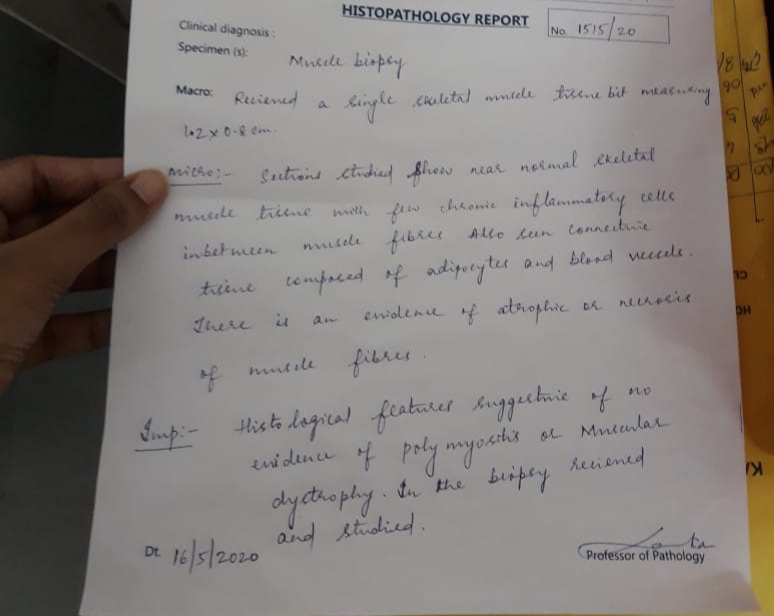 HISTOPATHOLOGY REPORT
No. 1515/20
Clinical diagnosis :
Specimen (s): Muscle biopsy
Macro: Recieved a single skeletal muscle tissue bit measuring
1.2 x 0.8 cm.
Micro:- Sections studied show near normal skeletal
muscle tissue with few chronic inflammatory cells
inbetween muscle fibres Also seen connective
tissue composed of adipocytes and blood vessels.
There is an evidence of atrophic or necrosis
of muscle fibres.
Imp:- Histological features suggestive of no
evidence of polymyositis or Muscular
dystrophy. In the biopsy recieved
and studied.
Dt. 16/5/2020
Professor of Pathology